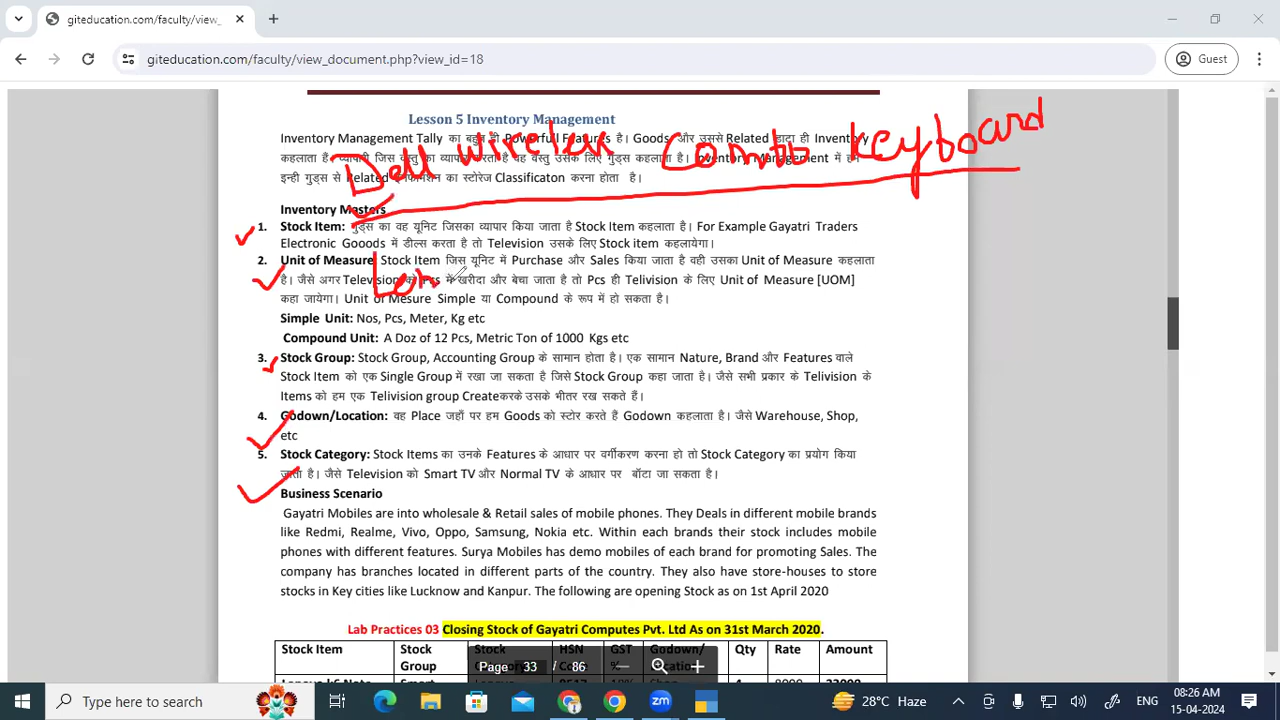 giteducation.com/faculty/view_
giteducation.com/faculty/view_document.php?view_id=18
Guest
Lesson 5 Inventory Management
Inventory Management Tally का बहुत ही Powerful Features है। Goods और उससे Related डाटा ही Inventory
कहलाता है। व्यापारी जिस वस्तु का व्यापार करता है वह वस्तु उसके लिए गुड्स कहलाता है। Inventory Management में हम
इन्ही गुड्स से Related इनफार्मेशन का स्टोरेज Classificaton करना होता है।
Dell wireless Combo keyboard
Inventory Masters
1. Stock Item: गुड्स का वह यूनिट जिसका व्यापार किया जाता है Stock Item कहलाता है। For Example Gayatri Traders
Electronic Gooods में डील्स करता है तो Television उसके लिए Stock item कहलायेगा।
2. Unit of Measure: Stock Item जिस यूनिट में Purchase और Sales किया जाता है वही उसका Unit of Measure कहलाता
है। जैसे अगर Television को Pcs में खरीदा और बेचा जाता है तो Pcs ही Telivision के लिए Unit of Measure [UOM]
Len
कहा जायेगा। Unit of Mesure Simple या Compound के रूप में हो सकता है।
Simple Unit: Nos, Pcs, Meter, Kg etc
Compound Unit: A Doz of 12 Pcs, Metric Ton of 1000 Kgs etc
3. Stock Group: Stock Group, Accounting Group के सामान होता है। एक सामान Nature, Brand और Features वाले
Stock Item को एक Single Group में रखा जा सकता है जिसे Stock Group कहा जाता है। जैसे सभी प्रकार के Telivision के
Items को हम एक Telivision group Createकरके उसके भीतर रख सकते हैं।
4. Godown/Location: वह Place जहाँ पर हम Goods को स्टोर करते हैं Godown कहलाता है। जैसे Warehouse, Shop,
etc
5. Stock Category: Stock Items का उनके Features के आधार पर वर्गीकरण करना हो तो Stock Category का प्रयोग किया
जाता है। जैसे Television को Smart TV और Normal TV के आधार पर बाँटा जा सकता है।
Business Scenario
Gayatri Mobiles are into wholesale & Retail sales of mobile phones. They Deals in different mobile brands
like Redmi, Realme, Vivo, Oppo, Samsung, Nokia etc. Within each brands their stock includes mobile
phones with different features. Surya Mobiles has demo mobiles of each brand for promoting Sales. The
company has branches located in different parts of the country. They also have store-houses to store
stocks in Key cities like Lucknow and Kanpur. The following are opening Stock as on 1st April 2020
Lab Practices 03 Closing Stock of Gayatri Computes Pvt. Ltd As on 31st March 2020.
Stock Item Stock Group Stock HSN GST % Godown/ Qty Rate Amount
Page 33 / 86
Type here to search
28°C Haze
ENG
08:26 AM
15-04-2024